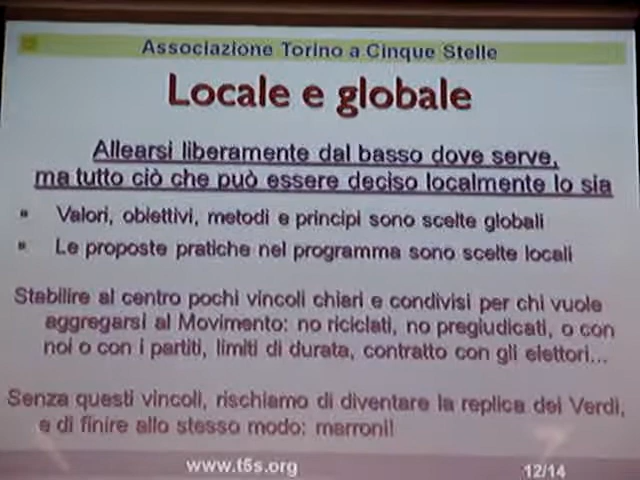 Associazione Torino a Cinque Stelle
Locale e globale
Allearsi liberamente dal basso dove serve,
ma tutto ciò che può essere deciso localmente lo sia
Valori, obiettivi, metodi e principi sono scelte globali
Le proposte pratiche nel programma sono scelte locali
Stabilire al centro pochi vincoli chiari e condivisi per chi vuole
aggregarsi al Movimento: no riciclati, no pregiudicati, o con
noi o con i partiti, limiti di durata, contratto con gli elettori...
Senza questi vincoli, rischiamo di diventare la replica dei Verdi,
e di finire allo stesso modo: marroni!
www.t5s.org
12/14